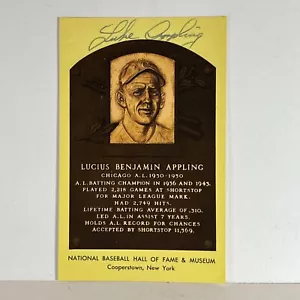 Luke Appling
LUCIUS BENJAMIN APPLING
CHICAGO A.L. 1930-1950
A.L. BATTING CHAMPION IN 1936 AND 1943.
PLAYED 2,218 GAMES AT SHORTSTOP
FOR MAJOR LEAGUE MARK.
HAD 2,749 HITS.
LIFETIME BATTING AVERAGE OF .310.
LED A.L. IN ASSIST 7 YEARS.
HOLDS A.L. RECORD FOR CHANCES
ACCEPTED BY SHORTSTOP 11,569.
NATIONAL BASEBALL HALL OF FAME & MUSEUM
Cooperstown, New York